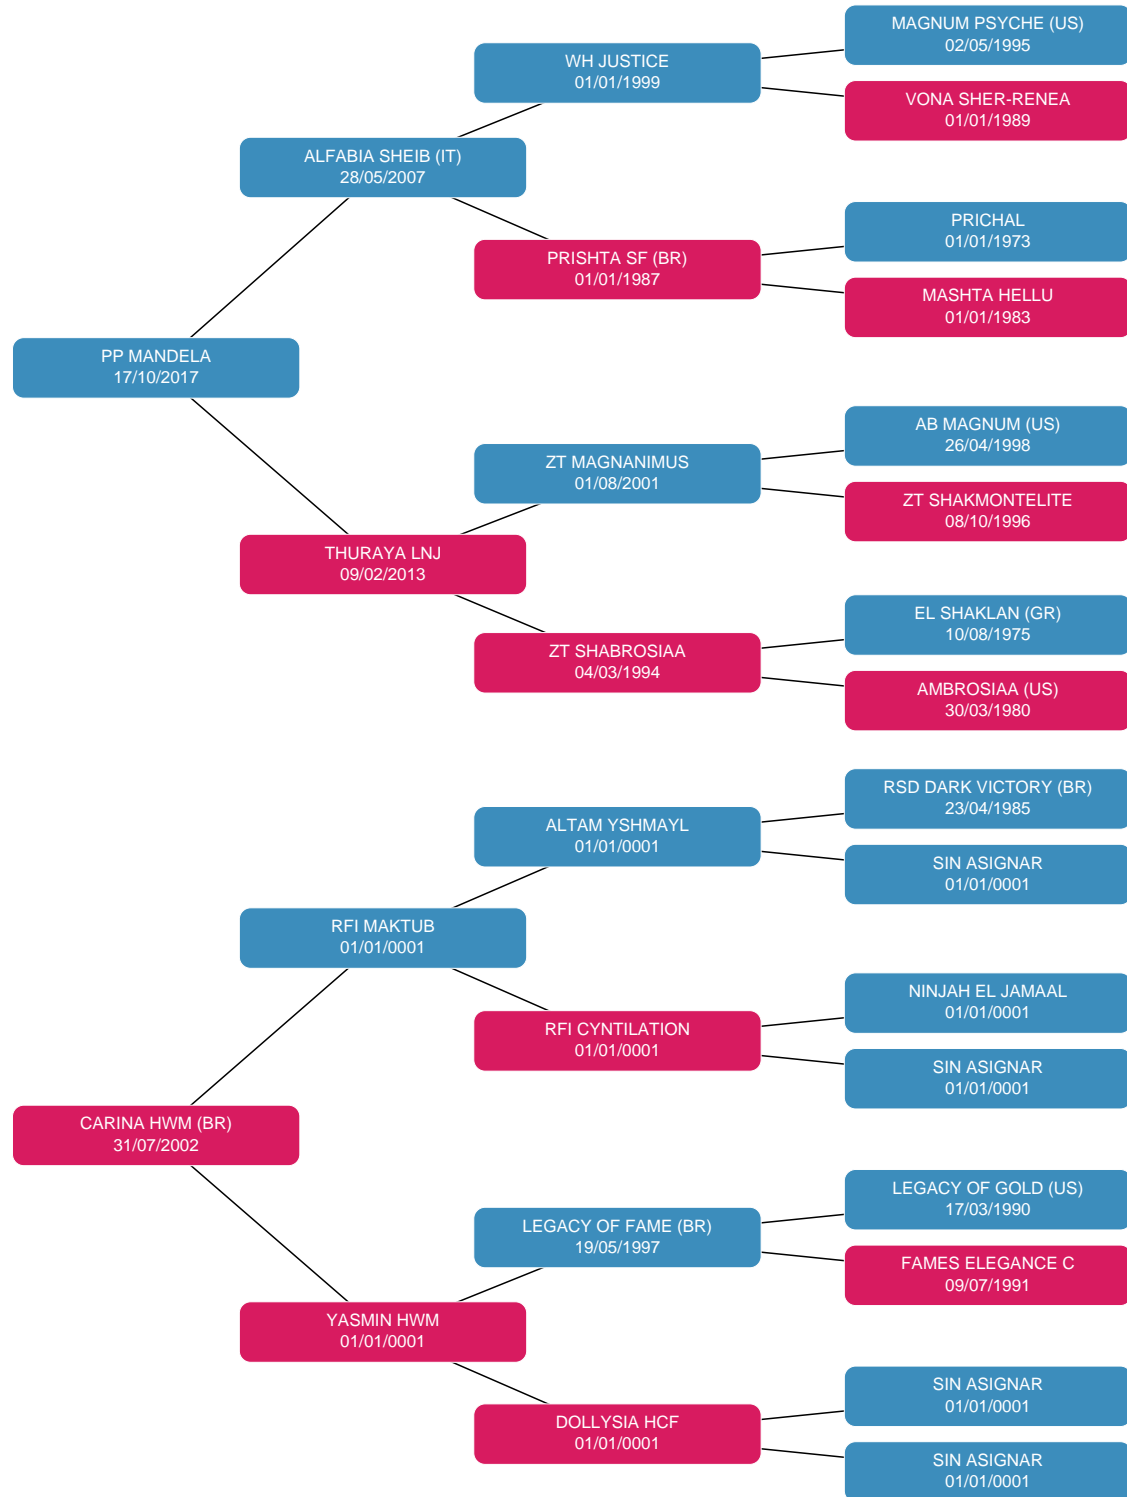 MAGNUM PSYCHE (US)
02/05/1995
WH JUSTICE
01/01/1999
VONA SHER-RENEA
01/01/1989
ALFABIA SHEIB (IT)
28/05/2007
PRICHAL
01/01/1973
PRISHTA SF (BR)
01/01/1987
MASHTA HELLU
01/01/1983
PP MANDELA
17/10/2017
AB MAGNUM (US)
26/04/1998
ZT MAGNANIMUS
01/08/2001
ZT SHAKMONTELITE
08/10/1996
THURAYA LNJ
09/02/2013
EL SHAKLAN (GR)
10/08/1975
ZT SHABROSIAA
04/03/1994
AMBROSIAA (US)
30/03/1980
RSD DARK VICTORY (BR)
23/04/1985
ALTAM YSHMAYL
01/01/0001
SIN ASIGNAR
01/01/0001
RFI MAKTUB
01/01/0001
NINJAH EL JAMAAL
01/01/0001
RFI CYNTILATION
01/01/0001
SIN ASIGNAR
01/01/0001
CARINA HWM (BR)
31/07/2002
LEGACY OF GOLD (US)
17/03/1990
LEGACY OF FAME (BR)
19/05/1997
FAMES ELEGANCE C
09/07/1991
YASMIN HWM
01/01/0001
SIN ASIGNAR
01/01/0001
DOLLYSIA HCF
01/01/0001
SIN ASIGNAR
01/01/0001